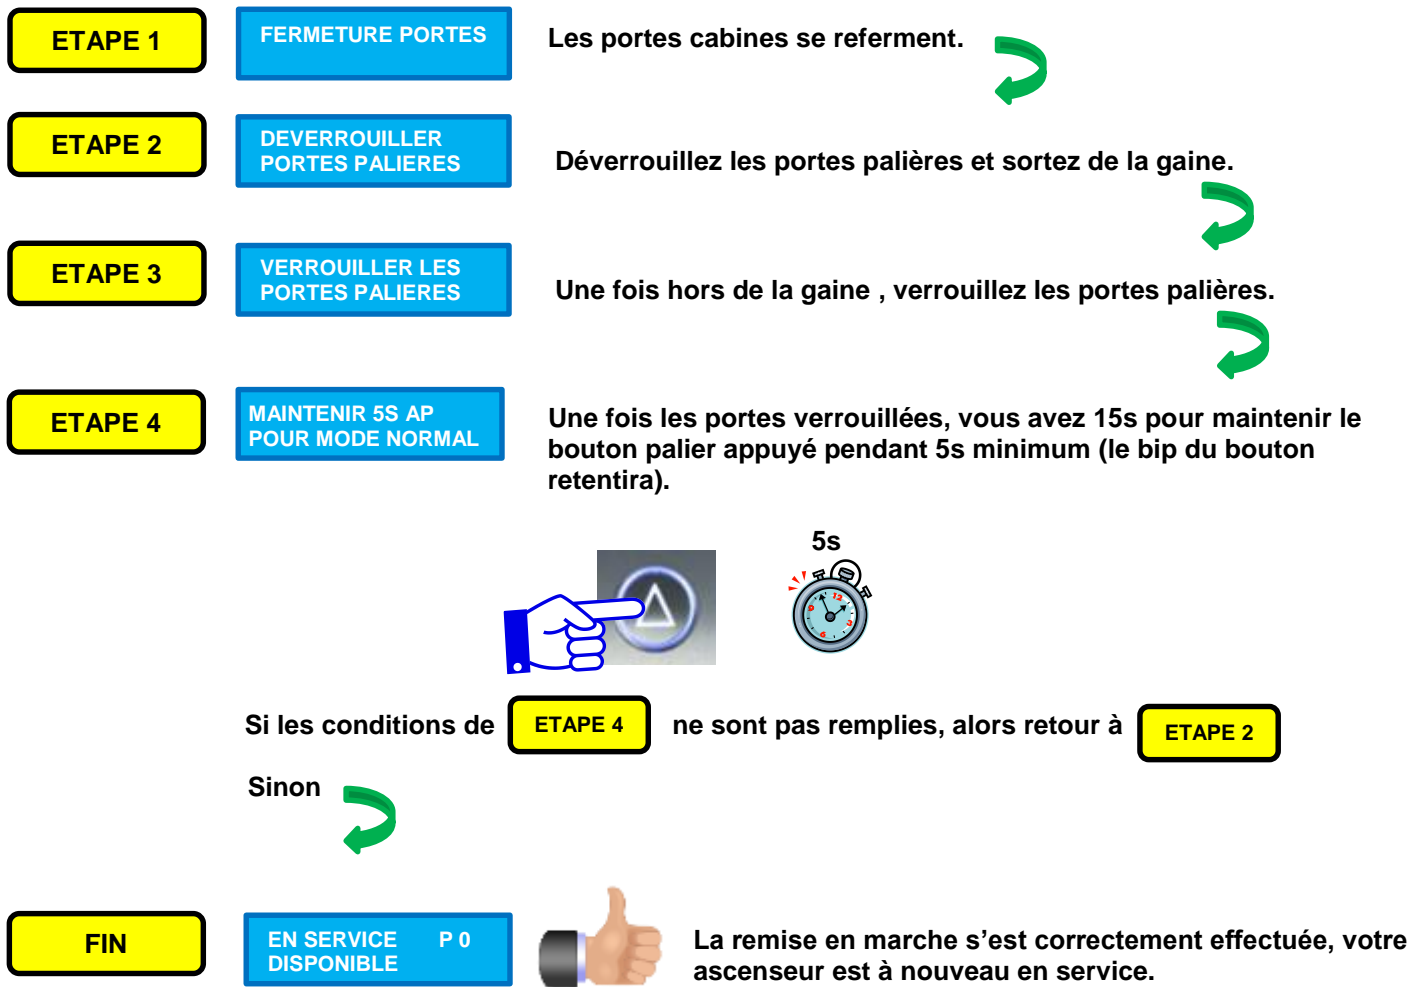 ETAPE 1
FERMETURE PORTES
Les portes cabines se referment.
ETAPE 2
DEVERROUILLER
PORTES PALIERES
Déverrouillez les portes palières et sortez de la gaine.
ETAPE 3
VERROUILLER LES
PORTES PALIERES
Une fois hors de la gaine , verrouillez les portes palières.
ETAPE 4
MAINTENIR 5S AP
POUR MODE NORMAL
Une fois les portes verrouillées, vous avez 15s pour maintenir le
bouton palier appuyé pendant 5s minimum (le bip du bouton
retentira).
5s
12
3
6
9
Si les conditions de ETAPE 4 ne sont pas remplies, alors retour à ETAPE 2
Sinon
FIN
EN SERVICE P 0
DISPONIBLE
La remise en marche s’est correctement effectuée, votre
ascenseur est à nouveau en service.